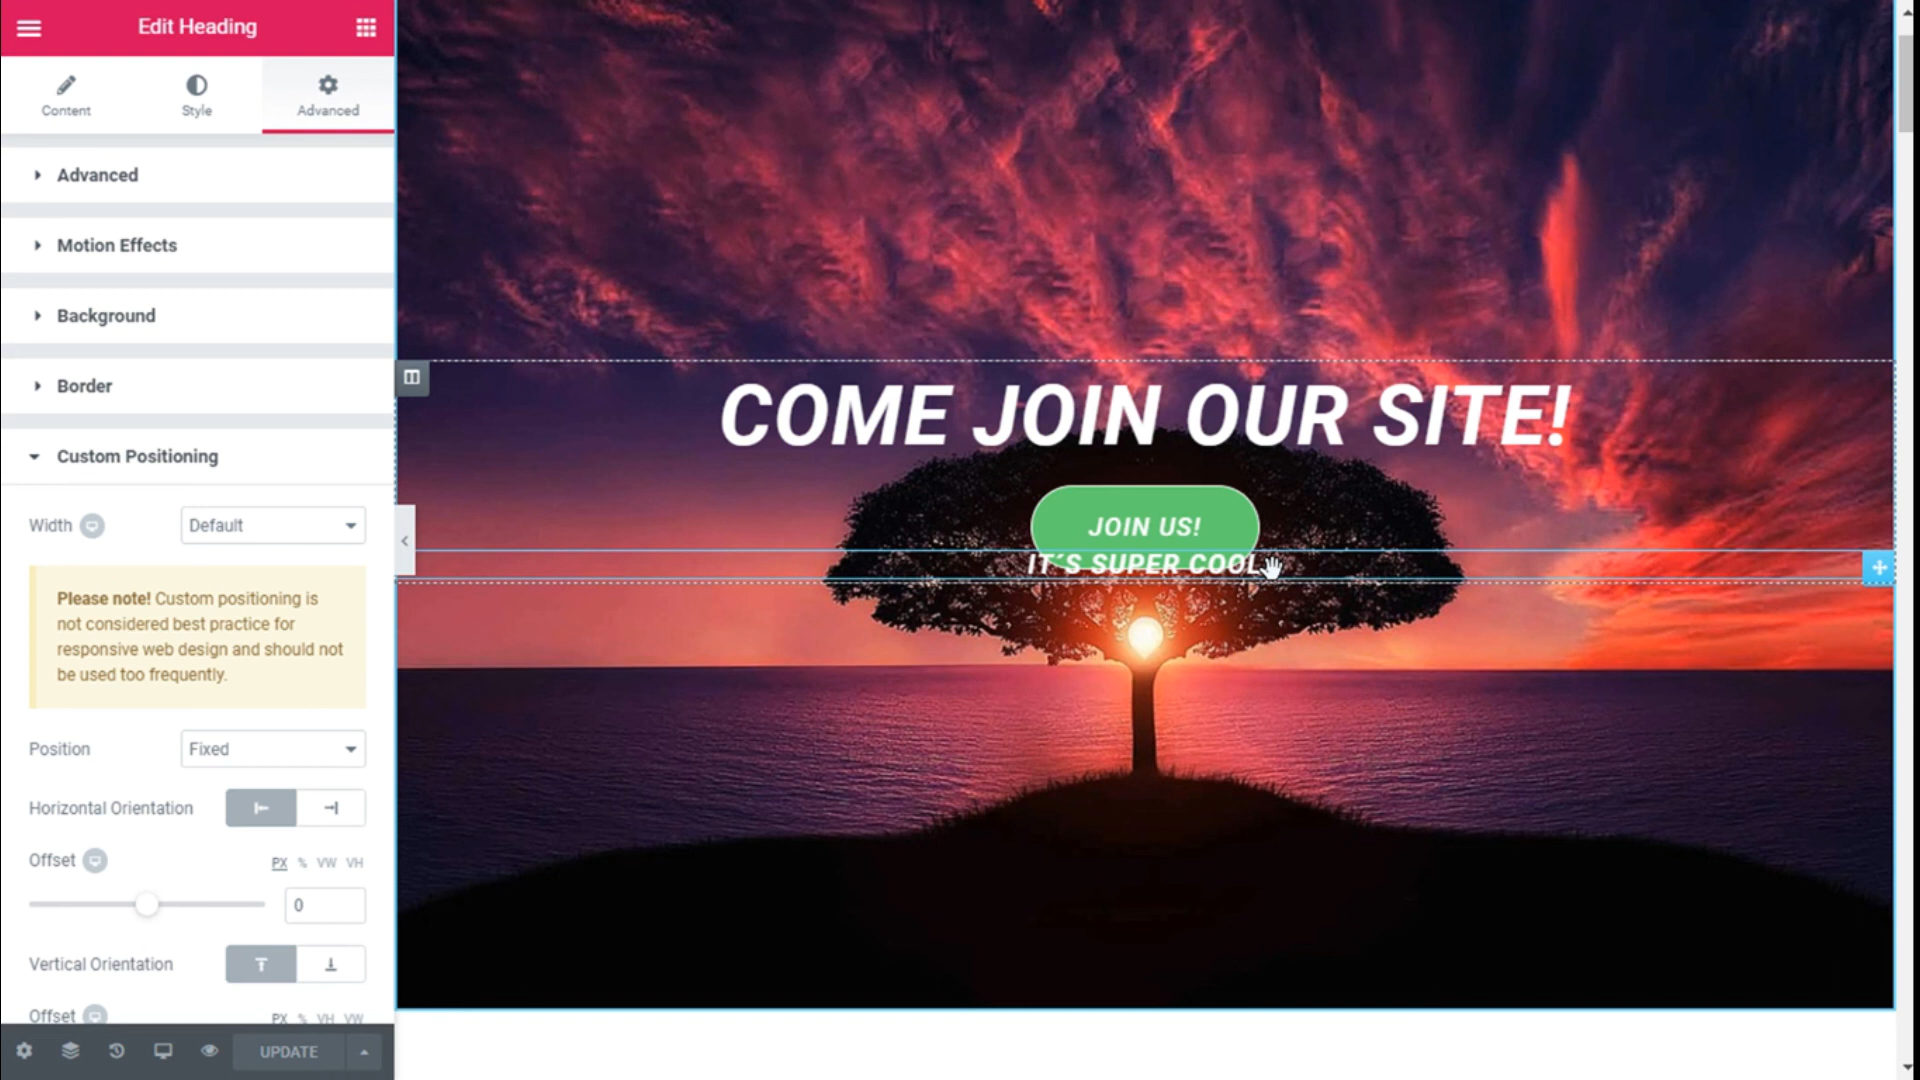 Edit Heading
Content
Style
Advanced
Advanced
Motion Effects
Background
Border
Custom Positioning
Width
Default
Please note! Custom positioning is
not considered best practice for
responsive web design and should not
be used too frequently.
Position
Fixed
Horizontal Orientation
Offset
PX % VW VH
0
Vertical Orientation
Offset
PX % VH VW
UPDATE
COME JOIN OUR SITE!
JOIN US!
IT´S SUPER COOL